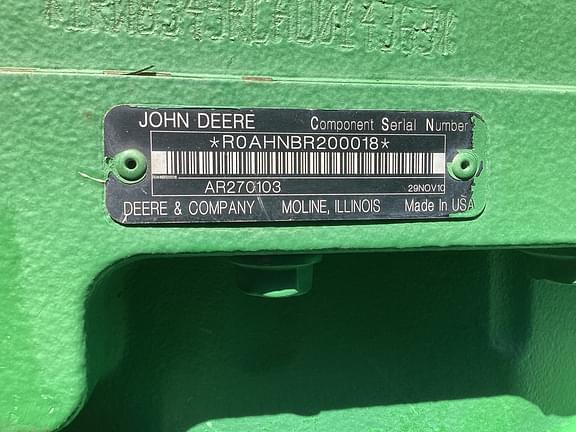 JOHN DEERE Component Serial Number
*R0AHNBR200018*
AR270103 29NOV10
DEERE & COMPANY MOLINE, ILLINOIS Made In USA